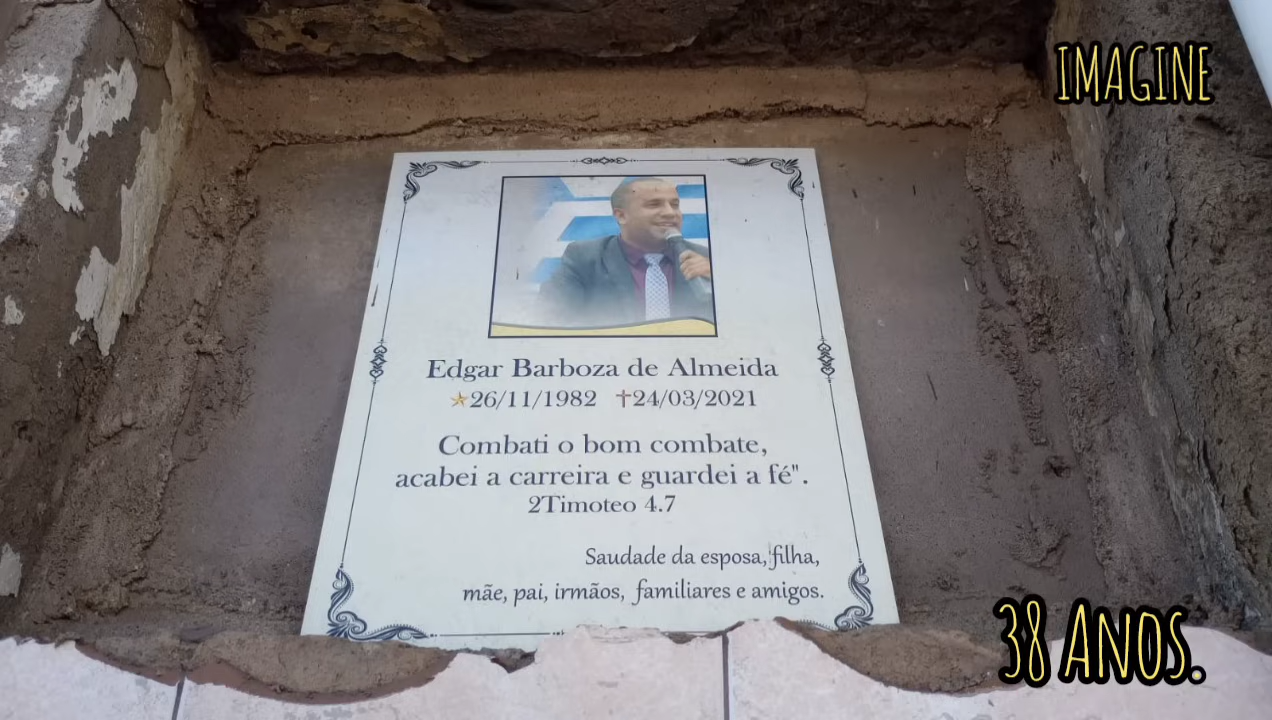 IMAGINE
Edgar Barboza de Almeida
26/11/1982 †24/03/2021
Combati o bom combate,
acabei a carreira e guardei a fé".
2Timoteo 4.7
Saudade da esposa, filha,
mãe, pai, irmãos, familiares e amigos.
38 ANOS.